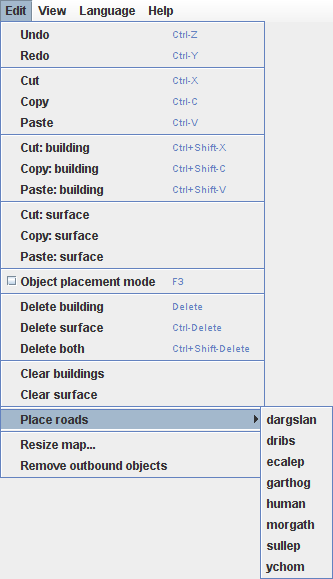 Edit View Language Help
Undo Ctrl-Z
Redo Ctrl-Y
Cut Ctrl-X
Copy Ctrl-C
Paste Ctrl-V
Cut: building Ctrl+Shift-X
Copy: building Ctrl+Shift-C
Paste: building Ctrl+Shift-V
Cut: surface
Copy: surface
Paste: surface
Object placement mode F3
Delete building Delete
Delete surface Ctrl-Delete
Delete both Ctrl+Shift-Delete
Clear buildings
Clear surface
Place roads
Resize map...
Remove outbound objects
dargslan
dribs
ecalep
garthog
human
morgath
sullep
ychom